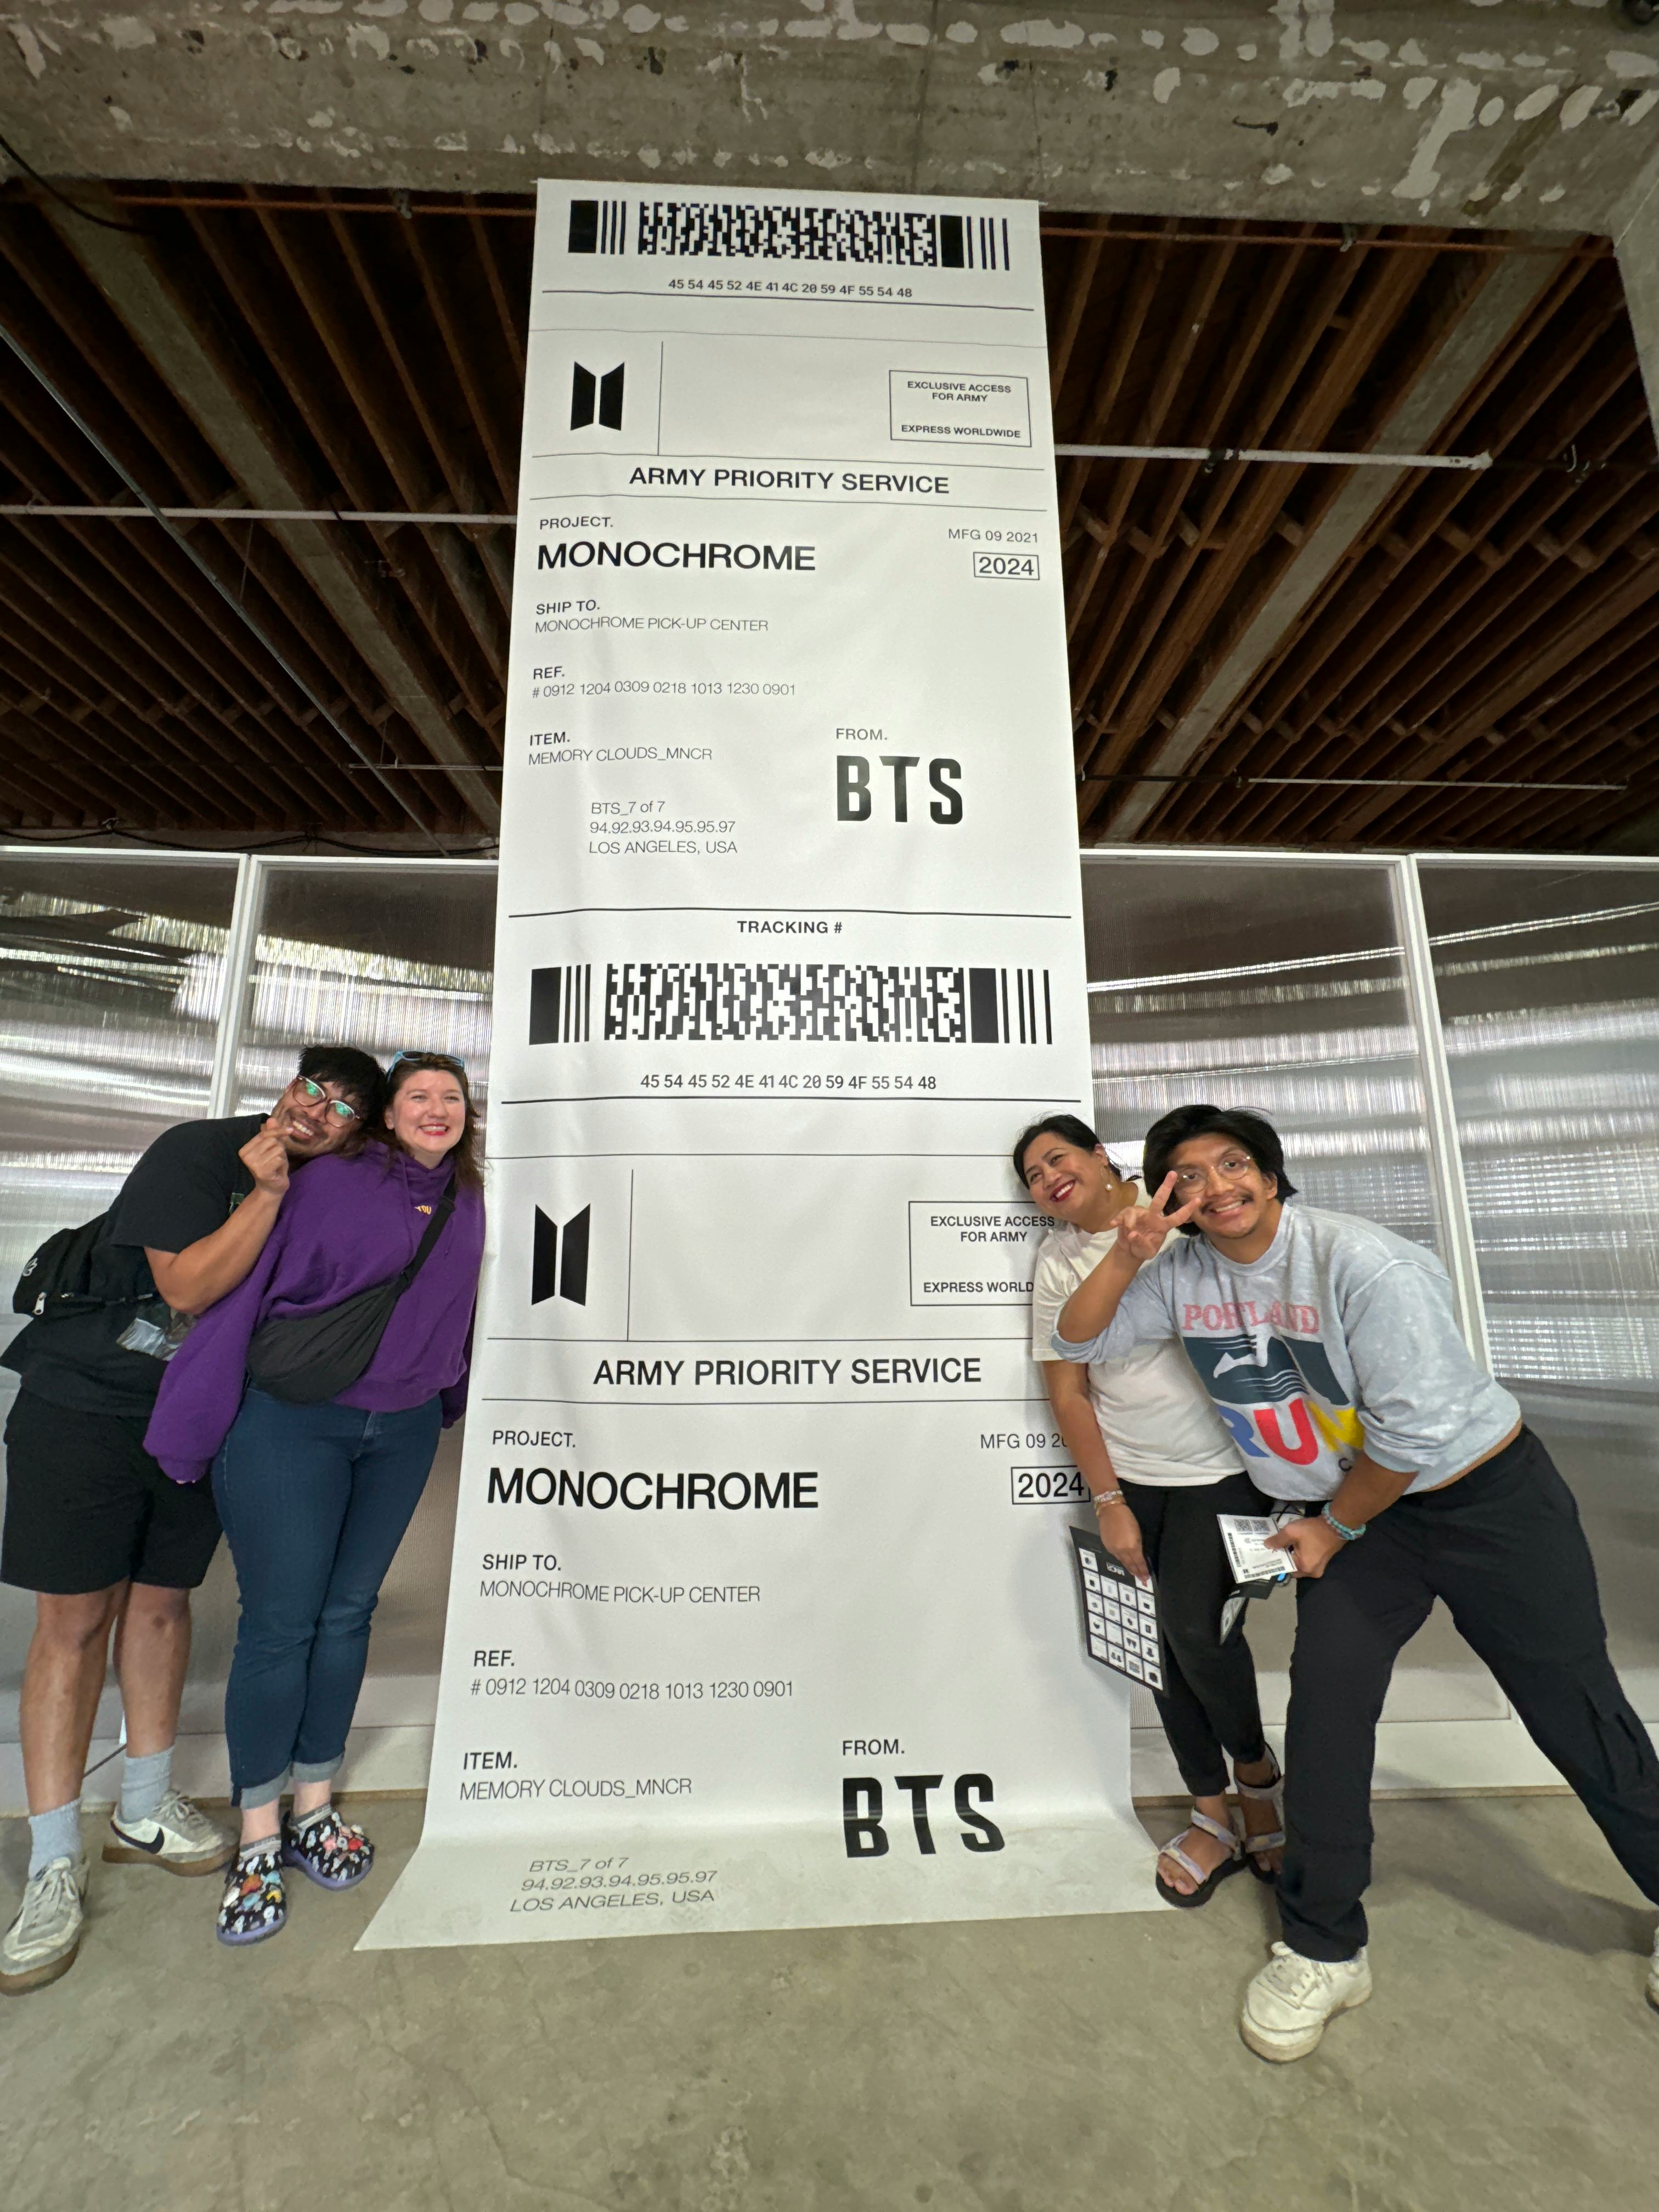 45 54 45 52 4E 41 4C 20 59 4F 55 54 48
EXCLUSIVE ACCESS
FOR ARMY
EXPRESS WORLDWIDE
ARMY PRIORITY SERVICE
PROJECT.
MFG 09 2021
MONOCHROME
2024
SHIP TO.
MONOCHROME PICK-UP CENTER
REF.
# 0912 1204 0309 0218 1013 1230 0901
ITEM.
MEMORY CLOUDS_MNCR
FROM.
BTS
BTS_7 of 7
94.92.93.94.95.95.97
LOS ANGELES, USA
TRACKING #
45 54 45 52 4E 41 4C 20 59 4F 55 54 48
EXCLUSIVE ACCESS
FOR ARMY
EXPRESS WORLD
ARMY PRIORITY SERVICE
PROJECT.
MFG 09 20
MONOCHROME
2024
SHIP TO.
MONOCHROME PICK-UP CENTER
REF.
# 0912 1204 0309 0218 1013 1230 0901
ITEM.
MEMORY CLOUDS_MNCR
FROM.
BTS
BTS_7 of 7
94.92.93.94.95.95.97
LOS ANGELES, USA
YOU
PORTLAND
RUN
MNCR